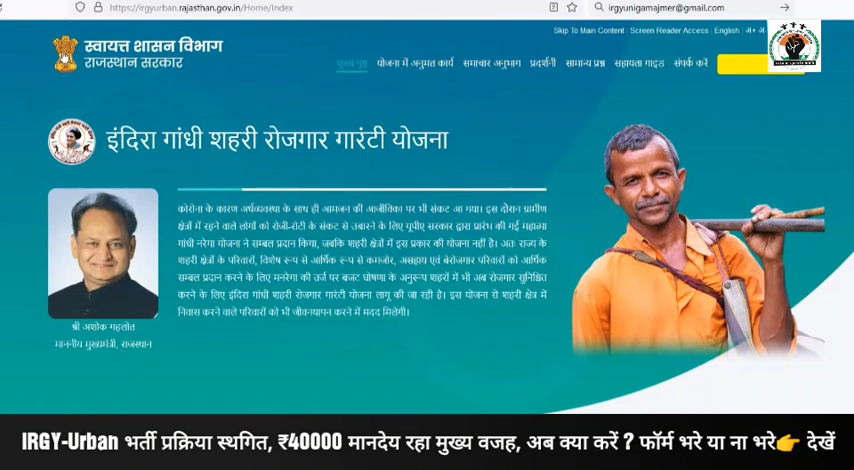 https://irgyurban.rajasthan.gov.in/Home/Index
irgyunigamajmer@gmail.com
Skip To Main Content | Screen Reader Access | English | अ+ अ
स्वायत्त शासन विभाग
राजस्थान सरकार
मुख्य पृष्ठ योजना में अनुमत कार्य समाचार अनुभाग प्रदर्शनी सामान्य प्रश्न सहायता गाइड संपर्क करें
इंदिरा गांधी शहरी रोजगार गारंटी योजना
कोरोना के कारण अर्थव्यवस्था के साथ ही आमजन की आजीविका पर भी संकट आ गया। इस दौरान ग्रामीण
क्षेत्रों में रहने वाले लोगों को रोजी-रोटी के संकट से उबारने के लिए यूपीए सरकार द्वारा प्रारंभ की गई महात्मा
गांधी नरेगा योजना ने सम्बल प्रदान किया, जबकि शहरी क्षेत्रों में इस प्रकार की योजना नहीं है। अतः राज्य के
शहरी क्षेत्रों के परिवारों, विशेष रूप से आर्थिक रूप से कमजोर, असहाय एवं बेरोजगार परिवारों को आर्थिक
सम्बल प्रदान करने के लिए मनरेगा की तर्ज पर बजट घोषणा के अनुरूप शहरों में भी अब रोजगार सुनिश्चित
करने के लिए इंदिरा गांधी शहरी रोजगार गारंटी योजना लागू की जा रही है। इस योजना से शहरी क्षेत्र में
निवास करने वाले परिवारों को भी जीवनयापन करने में मदद मिलेगी।
श्री अशोक गहलोत
माननीय मुख्यमंत्री, राजस्थान
IRGY-Urban भर्ती प्रक्रिया स्थगित, ₹40000 मानदेय रहा मुख्य वजह, अब क्या करें ? फॉर्म भरे या ना भरे👉 देखें